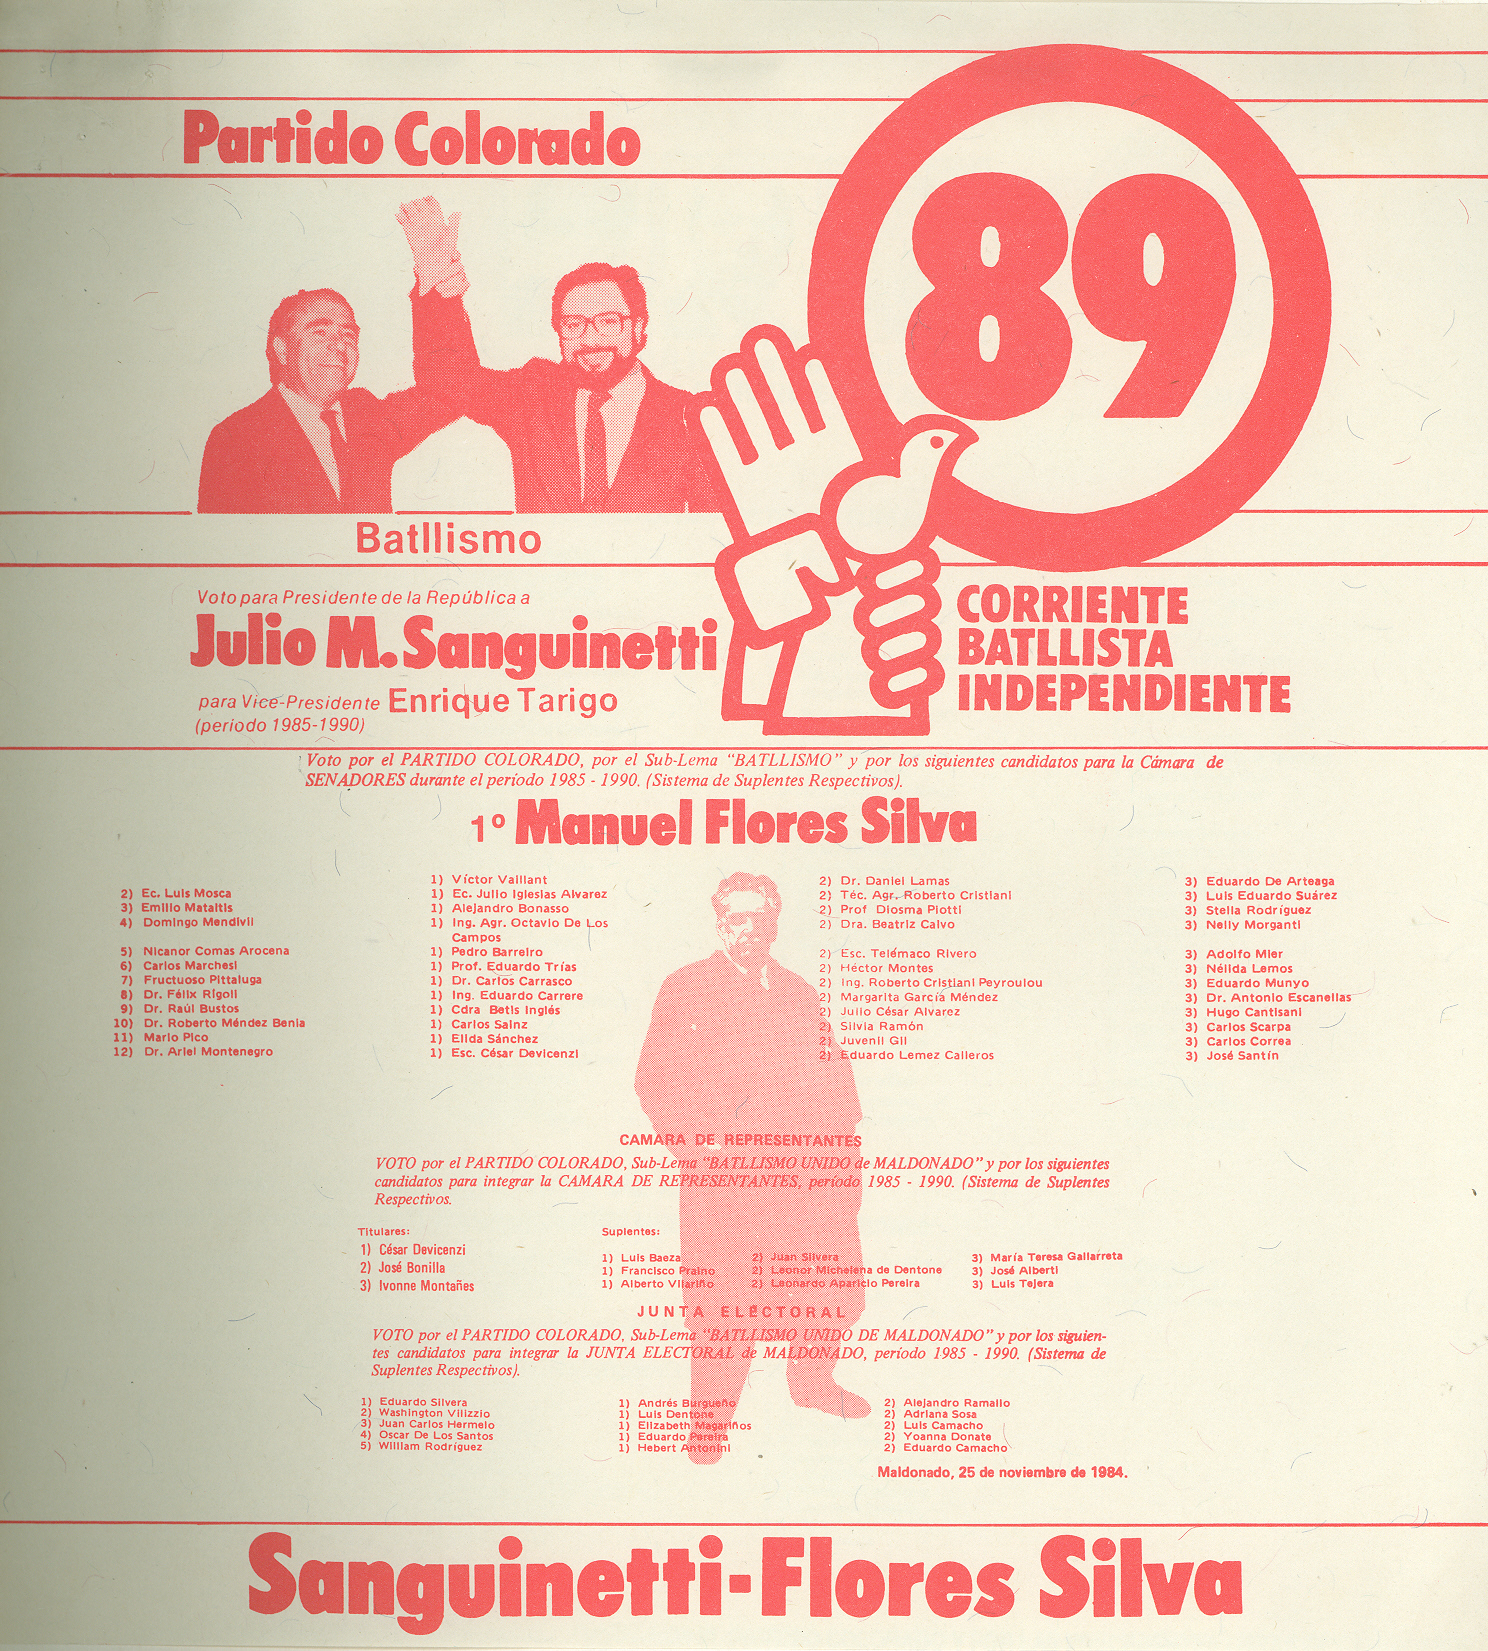 Partido Colorado
89
Batllismo
Voto para Presidente de la República a
Julio M. Sanguinetti
para Vice-Presidente Enrique Tarigo
(período 1985-1990)
CORRIENTE
BATLLISTA
INDEPENDIENTE
Voto por el PARTIDO COLORADO, por el Sub-Lema "BATLLISMO" y por los siguientes candidatos para la Cámara de
SENADORES durante el período 1985 - 1990. (Sistema de Suplentes Respectivos).
1º Manuel Flores Silva
2) Ec. Luis Mosca
3) Emilio Mataitis
4) Domingo Mendivil
5) Nicanor Comas Arocena
6) Carlos Marchesi
7) Fructuoso Pittaluga
8) Dr. Félix Rígoli
9) Dr. Raúl Bustos
10) Dr. Roberto Méndez Benia
11) Mario Pico
12) Dr. Ariel Montenegro
1) Víctor Vaillant
1) Ec. Julio Iglesias Alvarez
1) Alejandro Bonasso
1) Ing. Agr. Octavio De Los
Campos
1) Pedro Barreiro
1) Prof. Eduardo Trías
1) Dr. Carlos Carrasco
1) Ing. Eduardo Carrere
1) Cdra Betis Inglés
1) Carlos Sainz
1) Elida Sánchez
1) Esc. César Devicenzi
2) Dr. Daniel Lamas
2) Téc. Agr. Roberto Cristiani
2) Prof Diosma Piotti
2) Dra. Beatriz Calvo
2) Esc. Telémaco Rivero
2) Héctor Montes
2) Ing. Roberto Cristiani Peyroulou
2) Margarita García Méndez
2) Julio César Alvarez
2) Silvia Ramón
2) Juvenil Gil
2) Eduardo Lemez Calleros
3) Eduardo De Arteaga
3) Luis Eduardo Suárez
3) Stella Rodríguez
3) Nelly Morganti
3) Adolfo Mier
3) Nélida Lemos
3) Eduardo Munyo
3) Dr. Antonio Escanellas
3) Hugo Cantisani
3) Carlos Scarpa
3) Carlos Correa
3) José Santín
CAMARA DE REPRESENTANTES
VOTO por el PARTIDO COLORADO, Sub-Lema "BATLLISMO UNIDO de MALDONADO" y por los siguientes
candidatos para integrar la CAMARA DE REPRESENTANTES, período 1985 - 1990. (Sistema de Suplentes
Respectivos.
Titulares:
1) César Devicenzi
2) José Bonilla
3) Ivonne Montañes
Suplentes:
1) Luis Baeza
1) Francisco Praino
1) Alberto Vilariño
2) Juan Silvera
2) Leonor Michelena de Dentone
2) Leonardo Aparicio Pereira
3) María Teresa Gallarreta
3) José Alberti
3) Luis Tejera
JUNTA ELECTORAL
VOTO por el PARTIDO COLORADO, Sub-Lema "BATLLISMO UNIDO DE MALDONADO" y por los siguien-
tes candidatos para integrar la JUNTA ELECTORAL de MALDONADO, período 1985 - 1990. (Sistema de
Suplentes Respectivos).
1) Eduardo Silvera
2) Washington Vilizzio
3) Juan Carlos Hermelo
4) Oscar De Los Santos
5) William Rodríguez
1) Andrés Burgueño
1) Luis Dentone
1) Elizabeth Magariños
1) Eduardo Pereira
1) Hebert Antonini
2) Alejandro Ramallo
2) Adriana Sosa
2) Luis Camacho
2) Yoanna Donate
2) Eduardo Camacho
Maldonado, 25 de noviembre de 1984.
Sanguinetti-Flores Silva